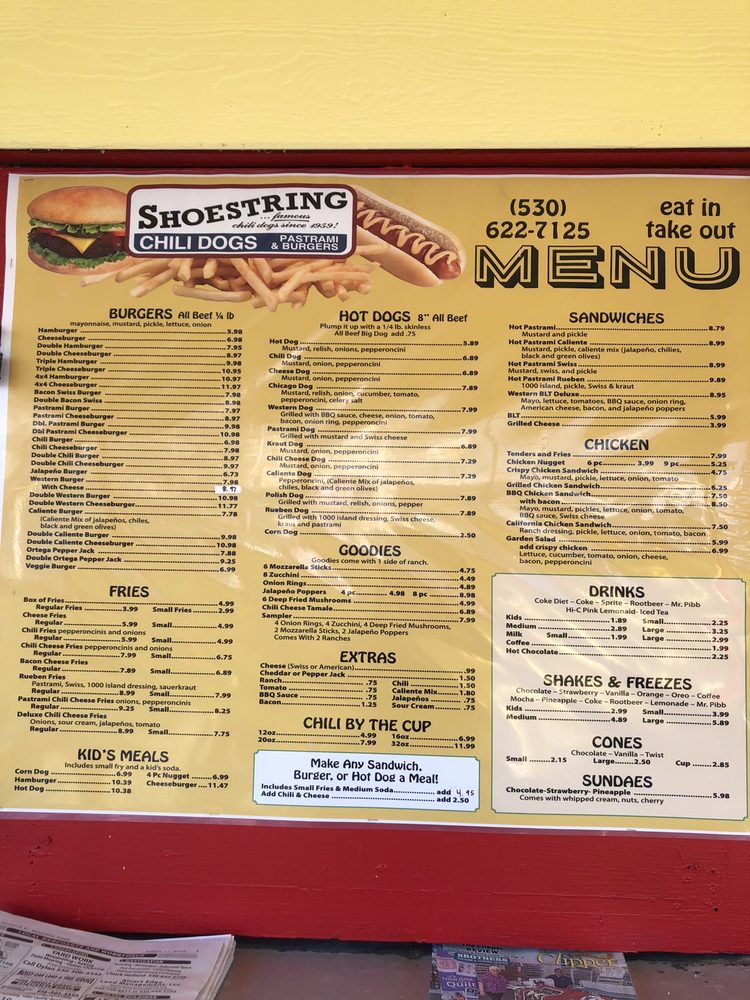 SHOESTRING
...famous
chili dogs since 1959!
CHILI DOGS PASTRAMI & BURGERS
(530)
622-7125
eat in
take out
MENU
BURGERS All Beef ¼ lb
mayonnaise, mustard, pickle, lettuce, onion
Hamburger 5.98
Cheeseburger 6.98
Double Hamburger 7.95
Double Cheeseburger 8.97
Triple Hamburger 9.98
Triple Cheeseburger 10.95
4x4 Hamburger 10.97
4x4 Cheeseburger 11.97
Bacon Swiss Burger 7.98
Double Bacon Swiss 8.98
Pastrami Burger 7.97
Pastrami Cheeseburger 8.97
Dbl. Pastrami Burger 9.98
Dbl Pastrami Cheeseburger 10.98
Chili Burger 6.98
Chili Cheeseburger 7.98
Double Chili Burger 8.97
Double Chili Cheeseburger 9.97
Jalapeño Burger 6.73
Western Burger 7.98
With Cheese 8.97
Double Western Burger 10.98
Double Western Cheeseburger 11.77
Caliente Burger 7.78
(Caliente Mix of jalapeños, chiles,
black and green olives)
Double Caliente Burger 9.98
Double Caliente Cheeseburger 10.98
Ortega Pepper Jack 7.88
Double Ortega Pepper Jack 9.25
Veggie Burger 6.99
FRIES
Box of Fries 4.99
Regular Fries 3.99 Small Fries 2.99
Cheese Fries
Regular 5.99 Small 4.99
Chili Fries pepperoncinis and onions
Regular 5.99 Small 4.99
Chili Cheese Fries pepperoncinis and onions
Regular 7.99 Small 6.75
Bacon Cheese Fries
Regular 7.89 Small 6.89
Rueben Fries
Pastrami, Swiss, 1000 island dressing, sauerkraut
Regular 8.99 Small 7.99
Pastrami Chili Cheese Fries onions, pepperoncini
Regular 9.25 Small 8.25
Deluxe Chili Cheese Fries
Onions, sour cream, jalapeños, tomato
Regular 8.99 Small 7.75
KID'S MEALS
Includes small fry and a kid's soda.
Corn Dog 6.99 4 Pc Nugget 6.99
Hamburger 10.39 Cheeseburger 11.47
Hot Dog 10.38
HOT DOGS 8" All Beef
Plump it up with a 1/4 lb. skinless
All Beef Big Dog add .75
Hot Dog 5.89
Mustard, relish, onions, pepperoncini
Chili Dog 6.89
Mustard, onion, pepperoncini
Cheese Dog 6.89
Mustard, onion, pepperoncini
Chicago Dog 7.89
Mustard, relish, onion, cucumber, tomato,
pepperoncini, celery salt
Western Dog 7.99
Grilled with BBQ sauce, cheese, onion, tomato,
bacon, onion ring, pepperoncini)
Pastrami Dog 7.99
Grilled with mustard and Swiss cheese
Kraut Dog 6.89
Mustard, onion, pepperoncini
Chili Cheese Dog 7.29
Mustard, onion, pepperoncini
Caliente Dog 7.29
Pepperoncini, (Caliente Mix of jalapeños,
chiles, black and green olives)
Polish Dog 7.89
Grilled with mustard, relish, onions, pepper
Rueben Dog 7.89
Grilled with 1000 island dressing, Swiss cheese,
kraus and pastrami
Corn Dog 2.50
GOODIES
Goodies come with 1 side of ranch.
6 Mozzarella Sticks 4.75
8 Zucchini 4.49
Onion Rings 4.89
Jalapeño Poppers 4 pc 4.98 8 pc 8.98
6 Deep Fried Mushrooms 4.99
Chili Cheese Tamale 6.89
Sampler 7.99
4 Onion Rings, 4 Zucchini, 4 Deep Fried Mushrooms,
2 Mozzarella Sticks, 2 Jalapeño Poppers
Comes With 2 Ranches
EXTRAS
Cheese (Swiss or American) .99
Cheddar or Pepper Jack 1.50
Ranch .75 Chili 1.50
Tomato .75 Caliente Mix 1.80
BBQ Sauce .75 Jalapeños .75
Bacon 1.25 Sour Cream .75
CHILI BY THE CUP
12oz 4.99 16oz 6.99
20oz 7.99 32oz 11.99
Make Any Sandwich,
Burger, or Hot Dog a Meal!
Includes Small Fries & Medium Soda add 4.95
Add Chili & Cheese add 2.50
SANDWICHES
Hot Pastrami 8.79
Mustard and pickle
Hot Pastrami Caliente 8.99
Mustard, pickle, caliente mix (jalapeño, chilies,
black and green olives)
Hot Pastrami Swiss 8.99
Mustard, swiss, and pickle
Hot Pastrami Rueben 9.89
1000 island, pickle, Swiss & kraut
Western BLT Deluxe 8.95
Mayo, lettuce, tomatoes, BBQ sauce, onion ring,
American cheese, bacon, and jalapeño poppers
BLT 5.99
Grilled Cheese 3.99
CHICKEN
Tenders and Fries 7.99
Chicken Nugget 6 pc 3.99 9 pc 5.25
Crispy Chicken Sandwich 4.75
Mayo, mustard, pickle, lettuce, onion, tomato
Grilled Chicken Sandwich 6.25
BBQ Chicken Sandwich 7.50
with bacon 8.50
Mayo, mustard, pickles, lettuce, onion, tomato,
BBQ sauce, Swiss cheese
California Chicken Sandwich 7.50
Ranch dressing, pickle, lettuce, onion, tomato, bacon
Garden Salad 5.99
add crispy chicken 6.99
Lettuce, cucumber, tomato, onion, cheese,
bacon, pepperoncini
DRINKS
Coke Diet – Coke – Sprite – Rootbeer – Mr. Pibb
Hi-C Pink Lemonaid- Iced Tea
Kids 1.89 Small 2.25
Medium 2.89 Large 3.25
Milk Small 1.99 Large 2.99
Coffee 1.99
Hot Chocolate 2.25
SHAKES & FREEZES
Chocolate – Strawberry – Vanilla – Orange – Oreo – Coffee
Mocha – Pineapple – Coke – Rootbeer – Lemonade – Mr. Pibb
Kids 2.99 Small 3.99
Medium 4.89 Large 5.89
CONES
Chocolate – Vanilla – Twist
Small 2.15 Large 2.50 Cup 2.85
SUNDAES
Chocolate-Strawberry- Pineapple 5.98
Comes with whipped cream, nuts, cherry
YARD WORK
BROTHERS
Clipper